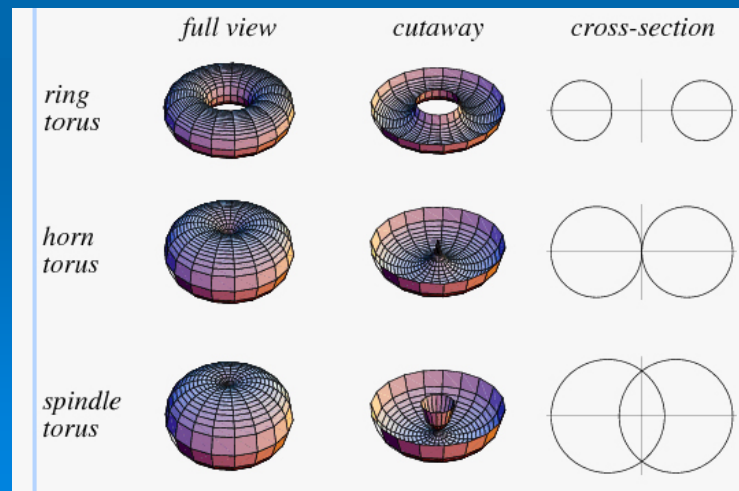 full view
cutaway
cross-section
ring
torus
horn
torus
spindle
torus